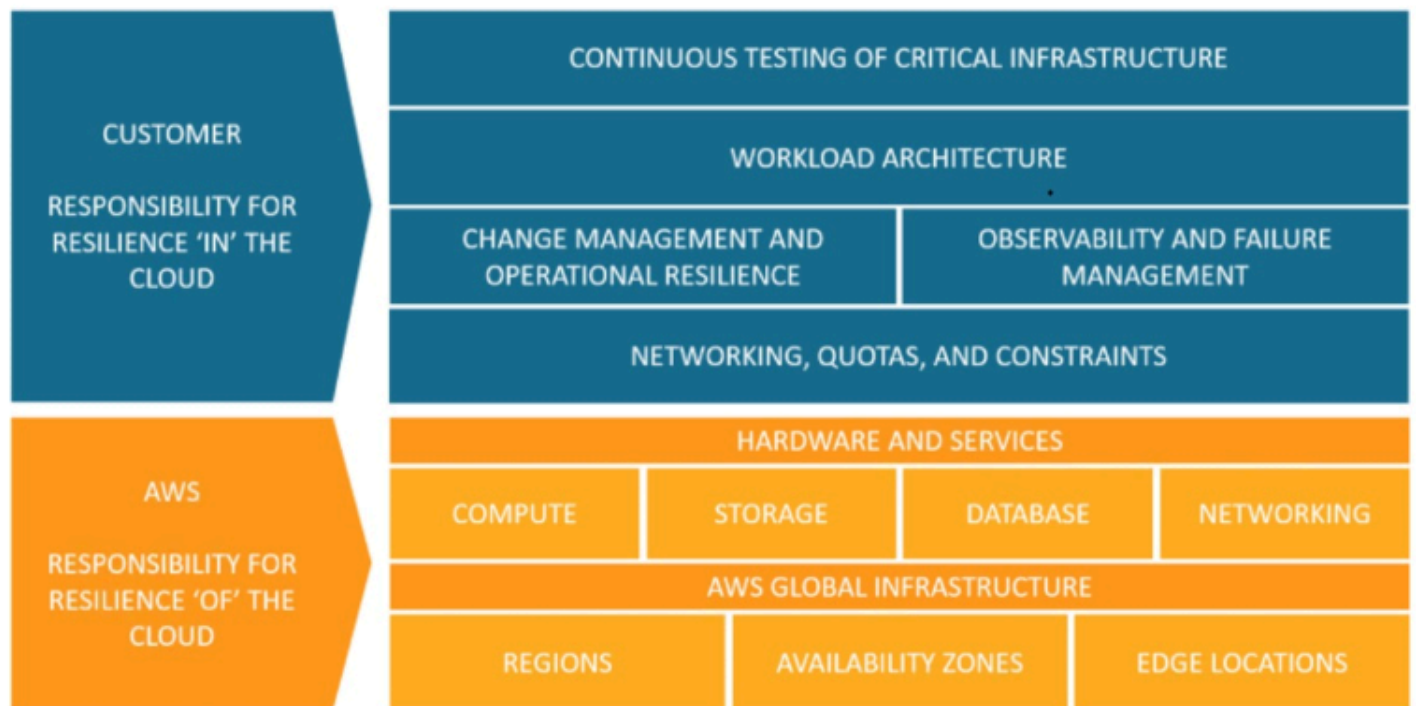 CUSTOMER
RESPONSIBILITY FOR
RESILIENCE ‘IN’ THE
CLOUD
CONTINUOUS TESTING OF CRITICAL INFRASTRUCTURE
WORKLOAD ARCHITECTURE
CHANGE MANAGEMENT AND
OPERATIONAL RESILIENCE
OBSERVABILITY AND FAILURE
MANAGEMENT
NETWORKING, QUOTAS, AND CONSTRAINTS
AWS
RESPONSIBILITY FOR
RESILIENCE ‘OF’ THE
CLOUD
HARDWARE AND SERVICES
COMPUTE
STORAGE
DATABASE
NETWORKING
AWS GLOBAL INFRASTRUCTURE
REGIONS
AVAILABILITY ZONES
EDGE LOCATIONS